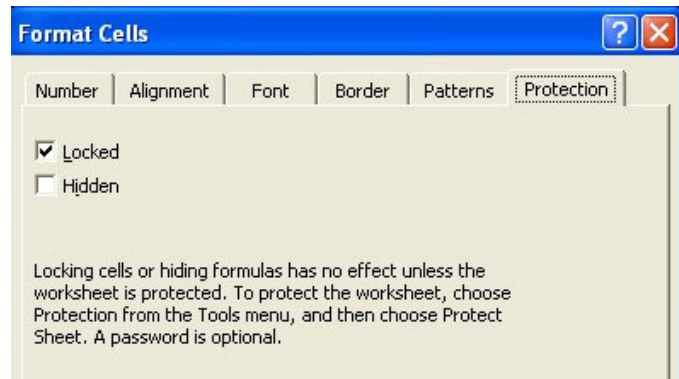 Format Cells
?
Number Alignment Font Border Patterns Protection
Locked
Hidden
Locking cells or hiding formulas has no effect unless the
worksheet is protected. To protect the worksheet, choose
Protection from the Tools menu, and then choose Protect
Sheet. A password is optional.